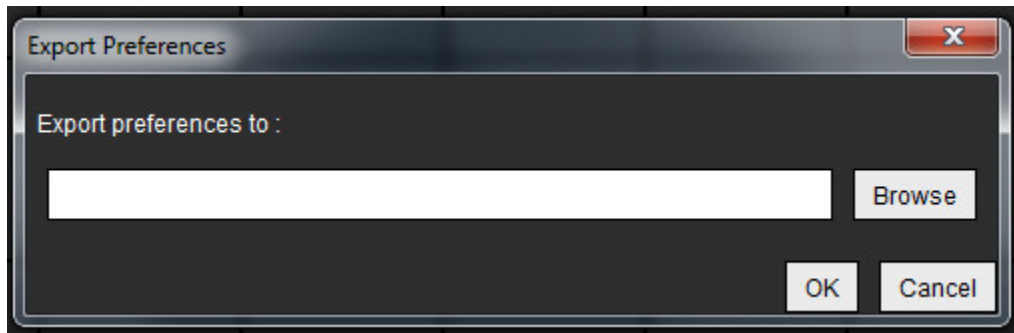 Export Preferences
Export preferences to :
Browse
OK
Cancel